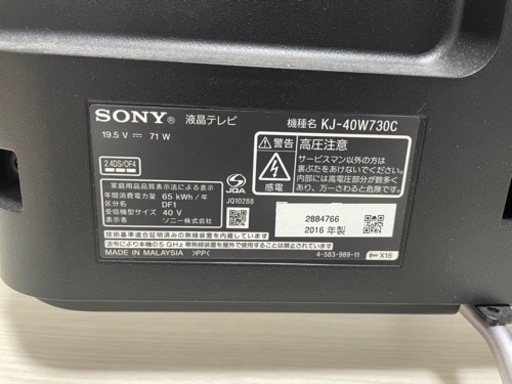 SONY® 液晶テレビ
19.5 V ⎓ 71 W
2.4DS/OF4
家庭用品品質表示法による表示
年間消費電力量 65 kWh/年
区分名 DF1
受信機型サイズ 40 V
表示者 ソニー株式会社
JQA
JQ10288
機種名 KJ-40W730C
警告
感電
高圧注意
サービスマン以外の方は
裏ぶたをあけないでください。
内部には高電圧部分が数多く
あり、万一さわると危険です。
2884766
2016 年製
技術基準適合証明済みの無線装置を内蔵しています
法令により本機の5 GHz 帯無線装置を屋外で使用することはできません
MADE IN MALAYSIA >PP<
4-583-989-11
X15